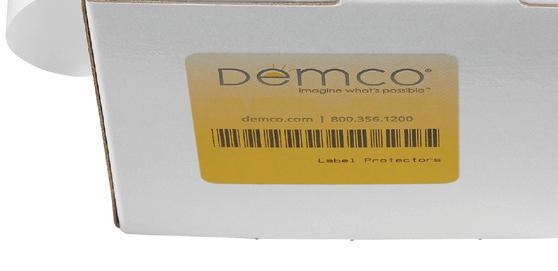 Demco®
Imagine what's possible™
demco.com | 800.356.1200
Label Protectors